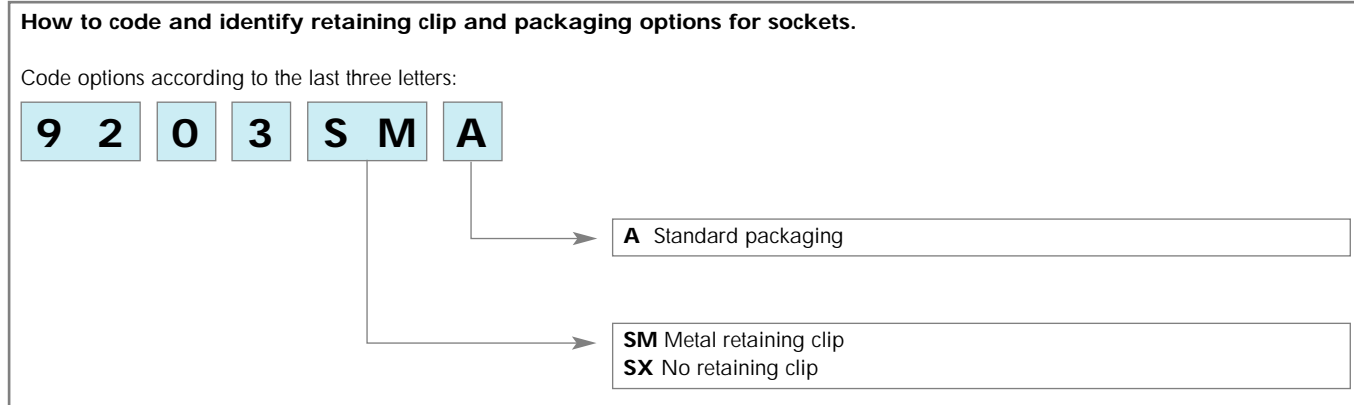 How to code and identify retaining clip and packaging options for sockets.
Code options according to the last three letters:
9 2 0 3 S M A
A Standard packaging
SM Metal retaining clip
SX No retaining clip